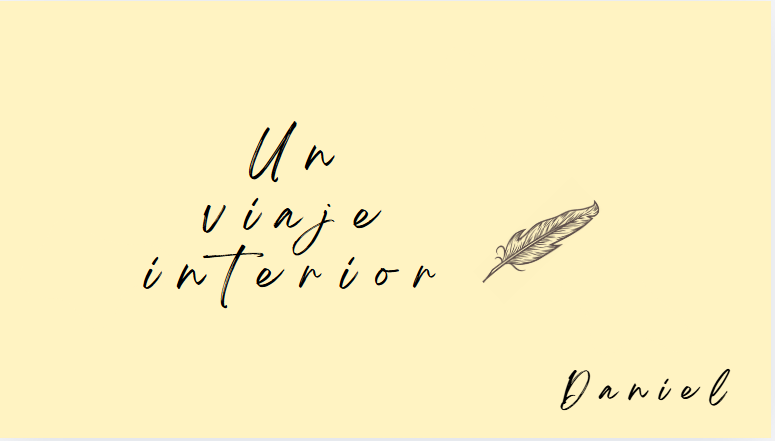 Un
viaje
interior
Daniel